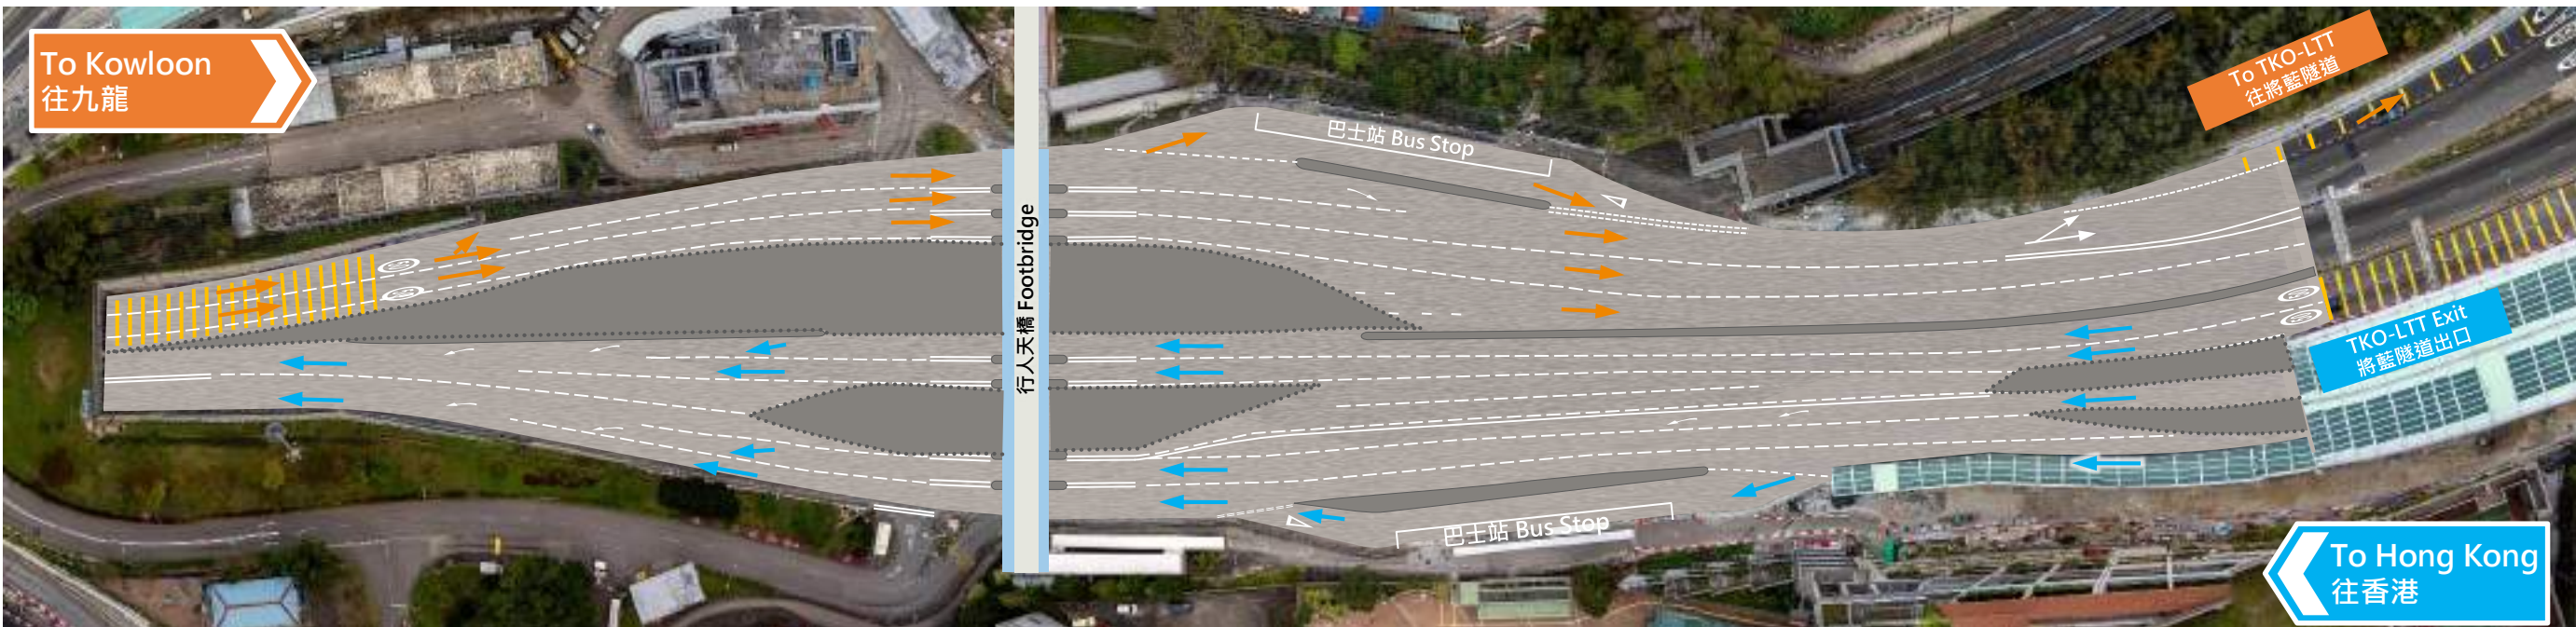 To Kowloon
往九龍
行人天橋 Footbridge
巴士站 Bus Stop
To TKO-LTT
往將藍隧道
TKO-LTT Exit
將藍隧道出口
巴士站 Bus Stop
To Hong Kong
往香港